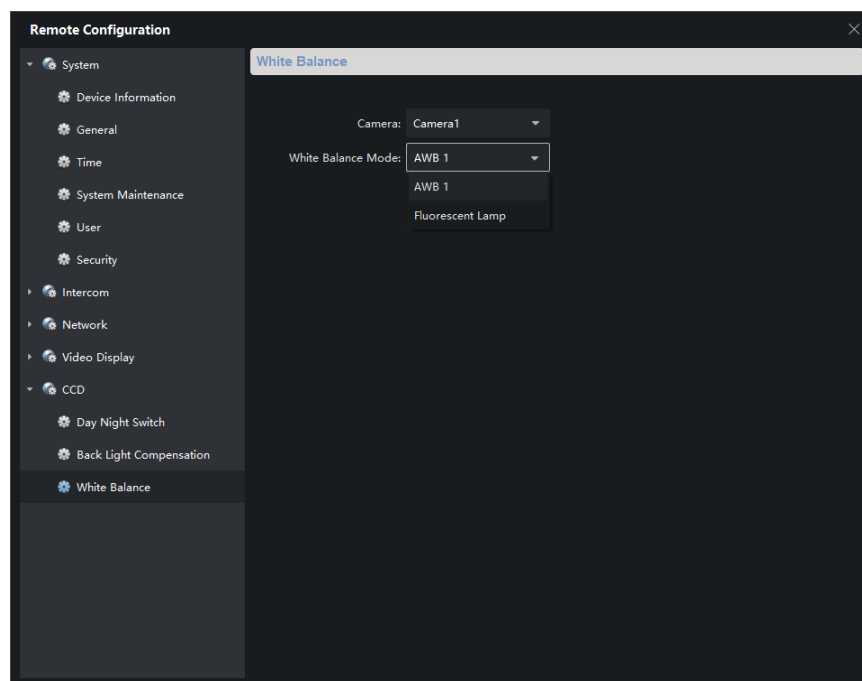 Remote Configuration
System
Device Information
General
Time
System Maintenance
User
Security
Intercom
Network
Video Display
CCD
Day Night Switch
Back Light Compensation
White Balance
White Balance
Camera: Camera1
White Balance Mode: AWB 1
AWB 1
Fluorescent Lamp